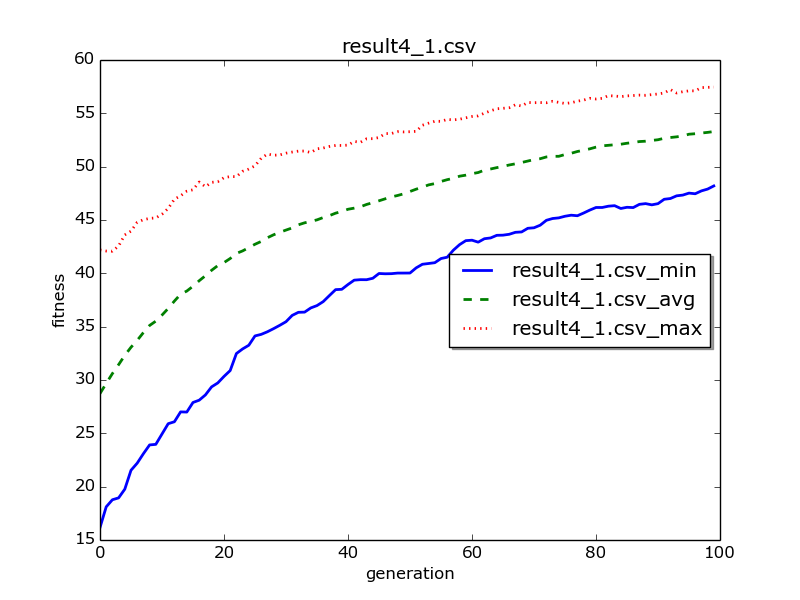 result4_1.csv
60
55
50
45
40
35
30
25
20
15
fitness
result4_1.csv_min
result4_1.csv_avg
result4_1.csv_max
0 20 40 60 80 100
generation